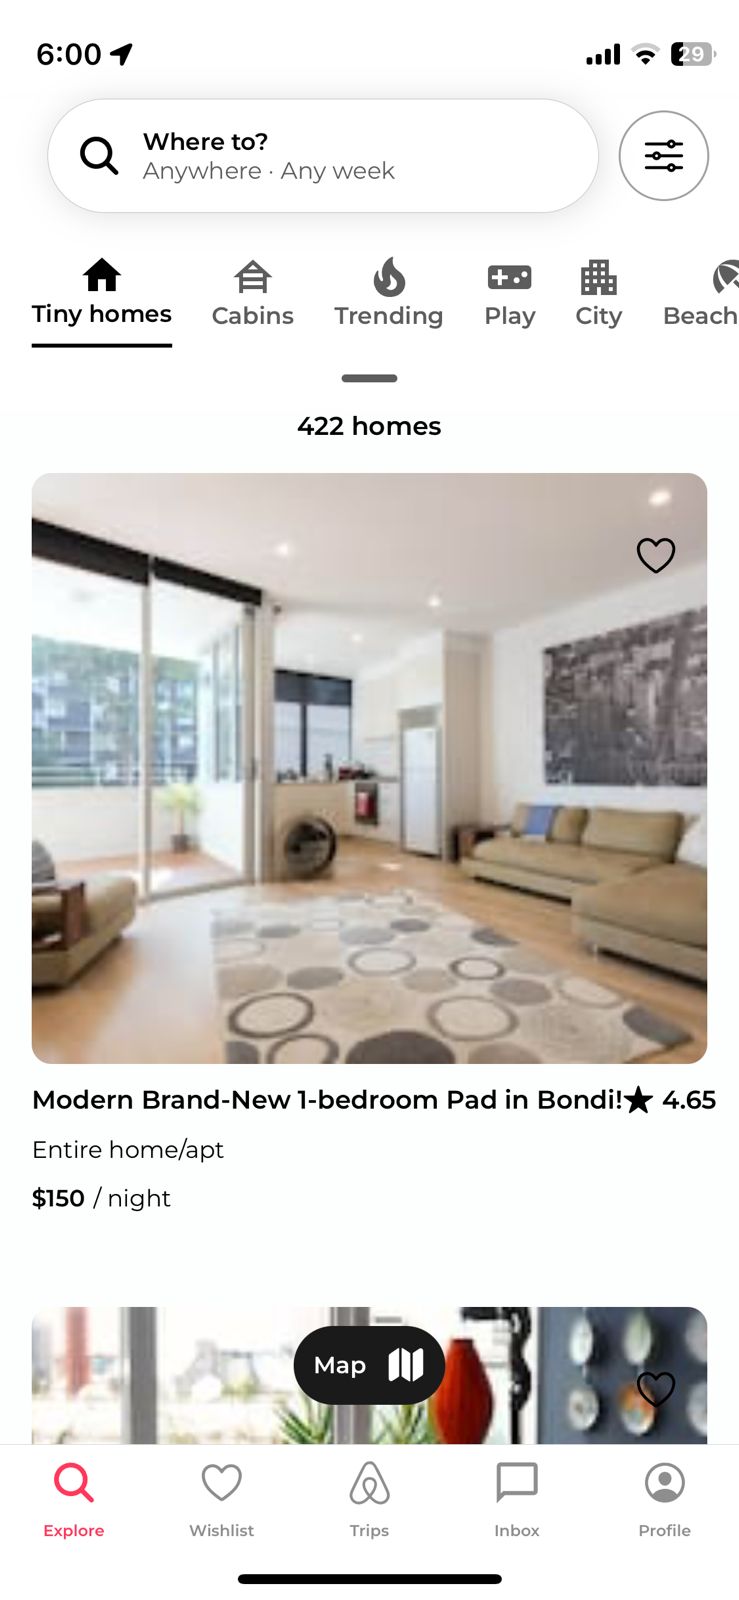 6:00
29
Where to?
Anywhere · Any week
Tiny homes Cabins Trending Play City Beach
422 homes
Modern Brand-New 1-bedroom Pad in Bondi! ★ 4.65
Entire home/apt
$150 / night
Map
Explore Wishlist Trips Inbox Profile